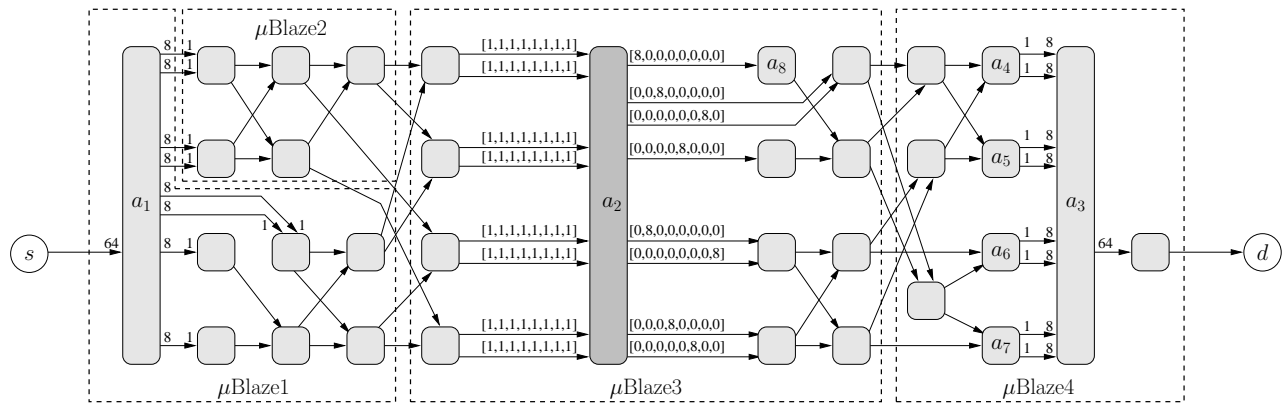 μBlaze2
8 1 [1,1,1,1,1,1,1,1] [8,0,0,0,0,0,0,0] a8 a4 1 8
8 1 [1,1,1,1,1,1,1,1] 1 8
[0,0,8,0,0,0,0,0]
[0,0,0,0,0,0,8,0]
8 1 [1,1,1,1,1,1,1,1] [0,0,0,0,8,0,0,0] a5 1 8
8 1 [1,1,1,1,1,1,1,1] 1 8
a1 8 a2 a3
8
1 1
s 64 8 1 [1,1,1,1,1,1,1,1] [0,8,0,0,0,0,0,0] a6 1 8 64 d
[1,1,1,1,1,1,1,1] [0,0,0,0,0,0,0,8] 1 8
8 1 [1,1,1,1,1,1,1,1] [0,0,0,8,0,0,0,0] a7 1 8
[1,1,1,1,1,1,1,1] [0,0,0,0,0,8,0,0] 1 8
μBlaze1 μBlaze3 μBlaze4